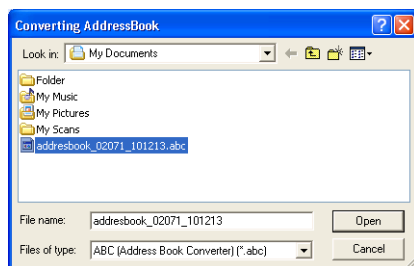 Converting AddressBook
Look in: My Documents
Folder
My Music
My Pictures
My Scans
addresbook_02071_101213.abc
File name: addresbook_02071_101213 Open
Files of type: ABC (Address Book Converter) (*.abc) Cancel